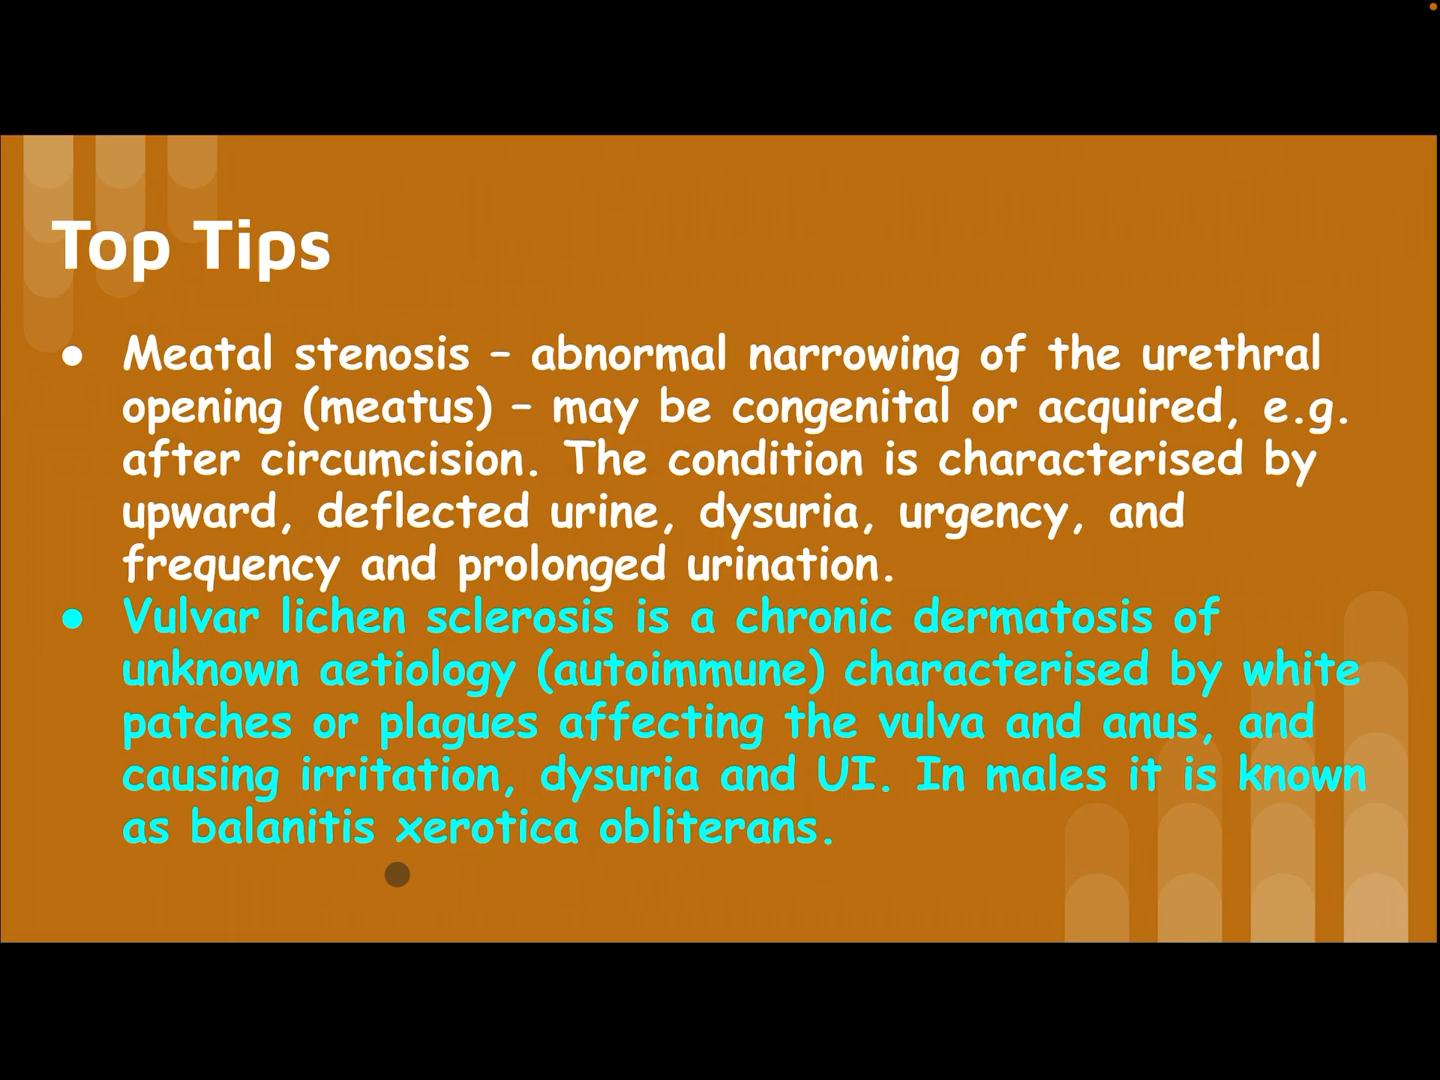 Top Tips
● Meatal stenosis – abnormal narrowing of the urethral
opening (meatus) – may be congenital or acquired, e.g.
after circumcision. The condition is characterised by
upward, deflected urine, dysuria, urgency, and
frequency and prolonged urination.
● Vulvar lichen sclerosis is a chronic dermatosis of
unknown aetiology (autoimmune) characterised by white
patches or plagues affecting the vulva and anus, and
causing irritation, dysuria and UI. In males it is known
as balanitis xerotica obliterans.